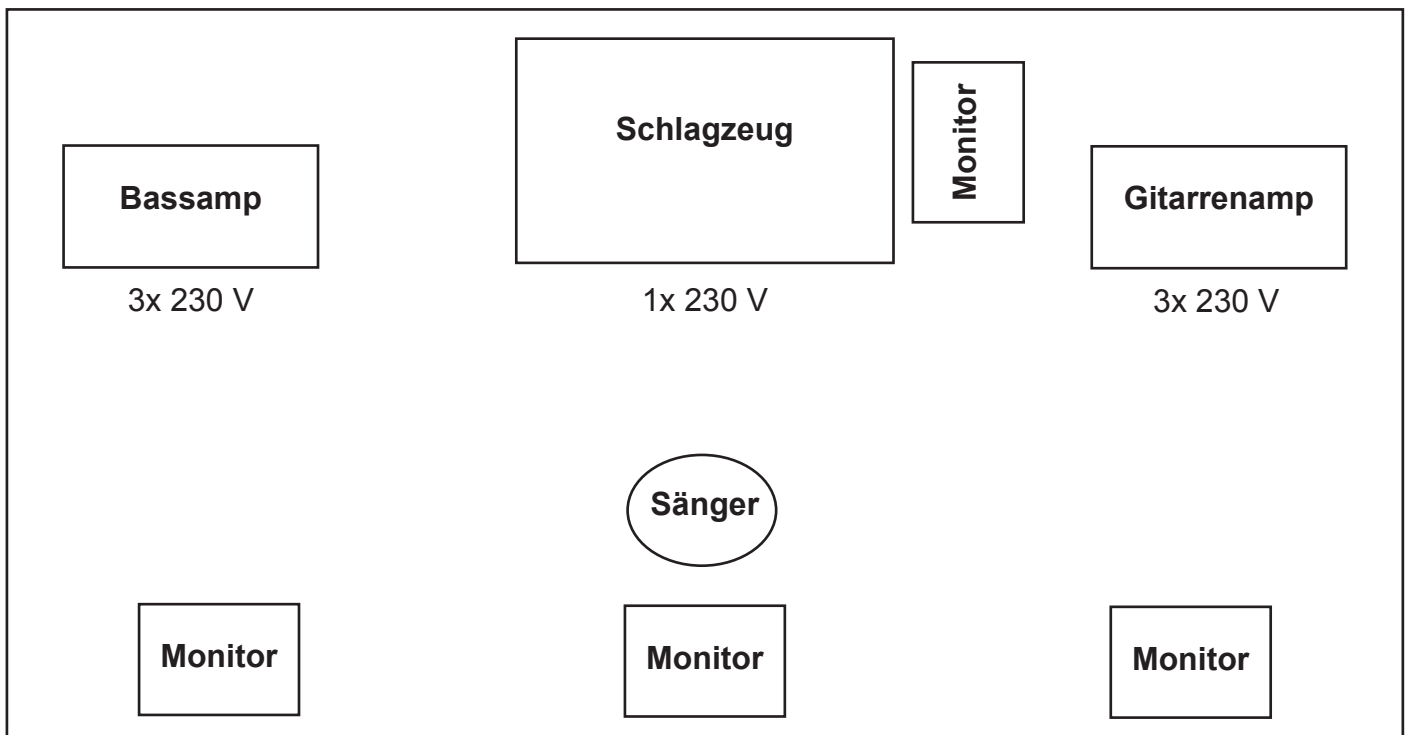 Schlagzeug
Monitor
Bassamp
Gitarrenamp
3x 230 V
1x 230 V
3x 230 V
Sänger
Monitor
Monitor
Monitor